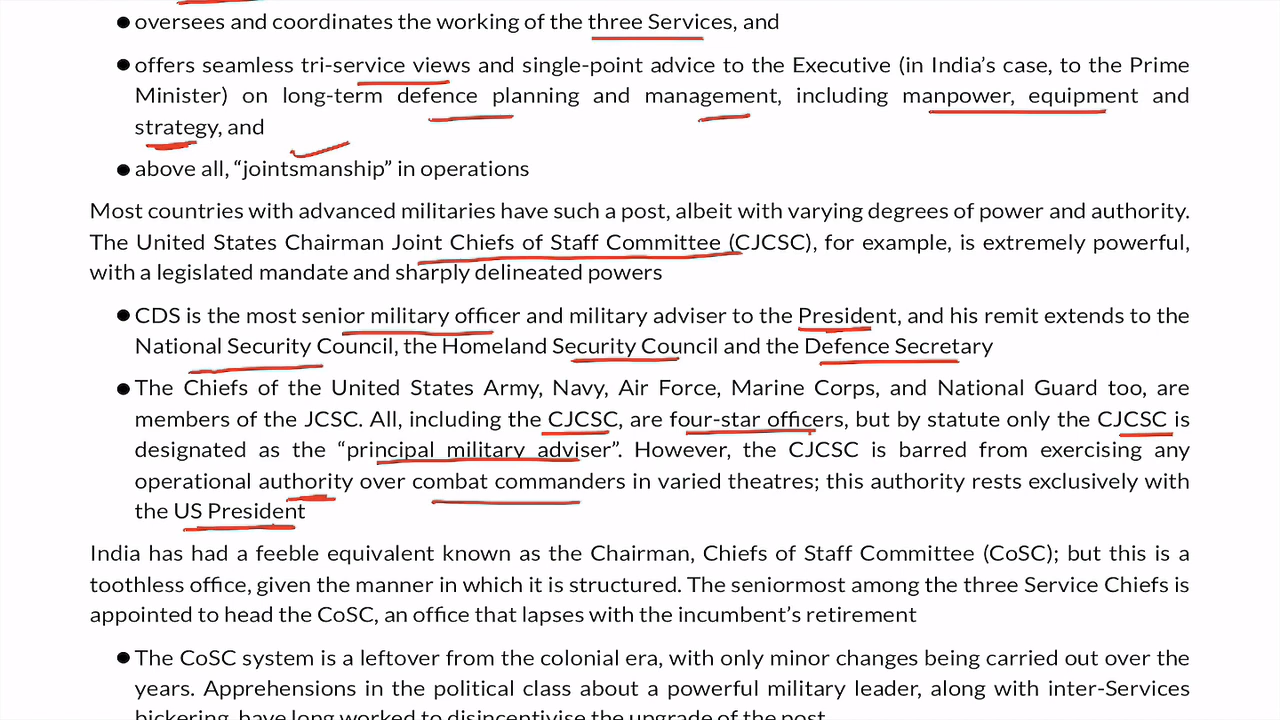 ● oversees and coordinates the working of the three Services, and
● offers seamless tri-service views and single-point advice to the Executive (in India's case, to the Prime
Minister) on long-term defence planning and management, including manpower, equipment and
strategy, and
● above all, “jointsmanship” in operations
Most countries with advanced militaries have such a post, albeit with varying degrees of power and authority.
The United States Chairman Joint Chiefs of Staff Committee (CJCSC), for example, is extremely powerful,
with a legislated mandate and sharply delineated powers
● CDS is the most senior military officer and military adviser to the President, and his remit extends to the
National Security Council, the Homeland Security Council and the Defence Secretary
● The Chiefs of the United States Army, Navy, Air Force, Marine Corps, and National Guard too, are
members of the JCSC. All, including the CJCSC, are four-star officers, but by statute only the CJCSC is
designated as the “principal military adviser”. However, the CJCSC is barred from exercising any
operational authority over combat commanders in varied theatres; this authority rests exclusively with
the US President
India has had a feeble equivalent known as the Chairman, Chiefs of Staff Committee (CoSC); but this is a
toothless office, given the manner in which it is structured. The seniormost among the three Service Chiefs is
appointed to head the CoSC, an office that lapses with the incumbent's retirement
● The CoSC system is a leftover from the colonial era, with only minor changes being carried out over the
years. Apprehensions in the political class about a powerful military leader, along with inter-Services
bickering, have long worked to disincentivise the upgrade of the post